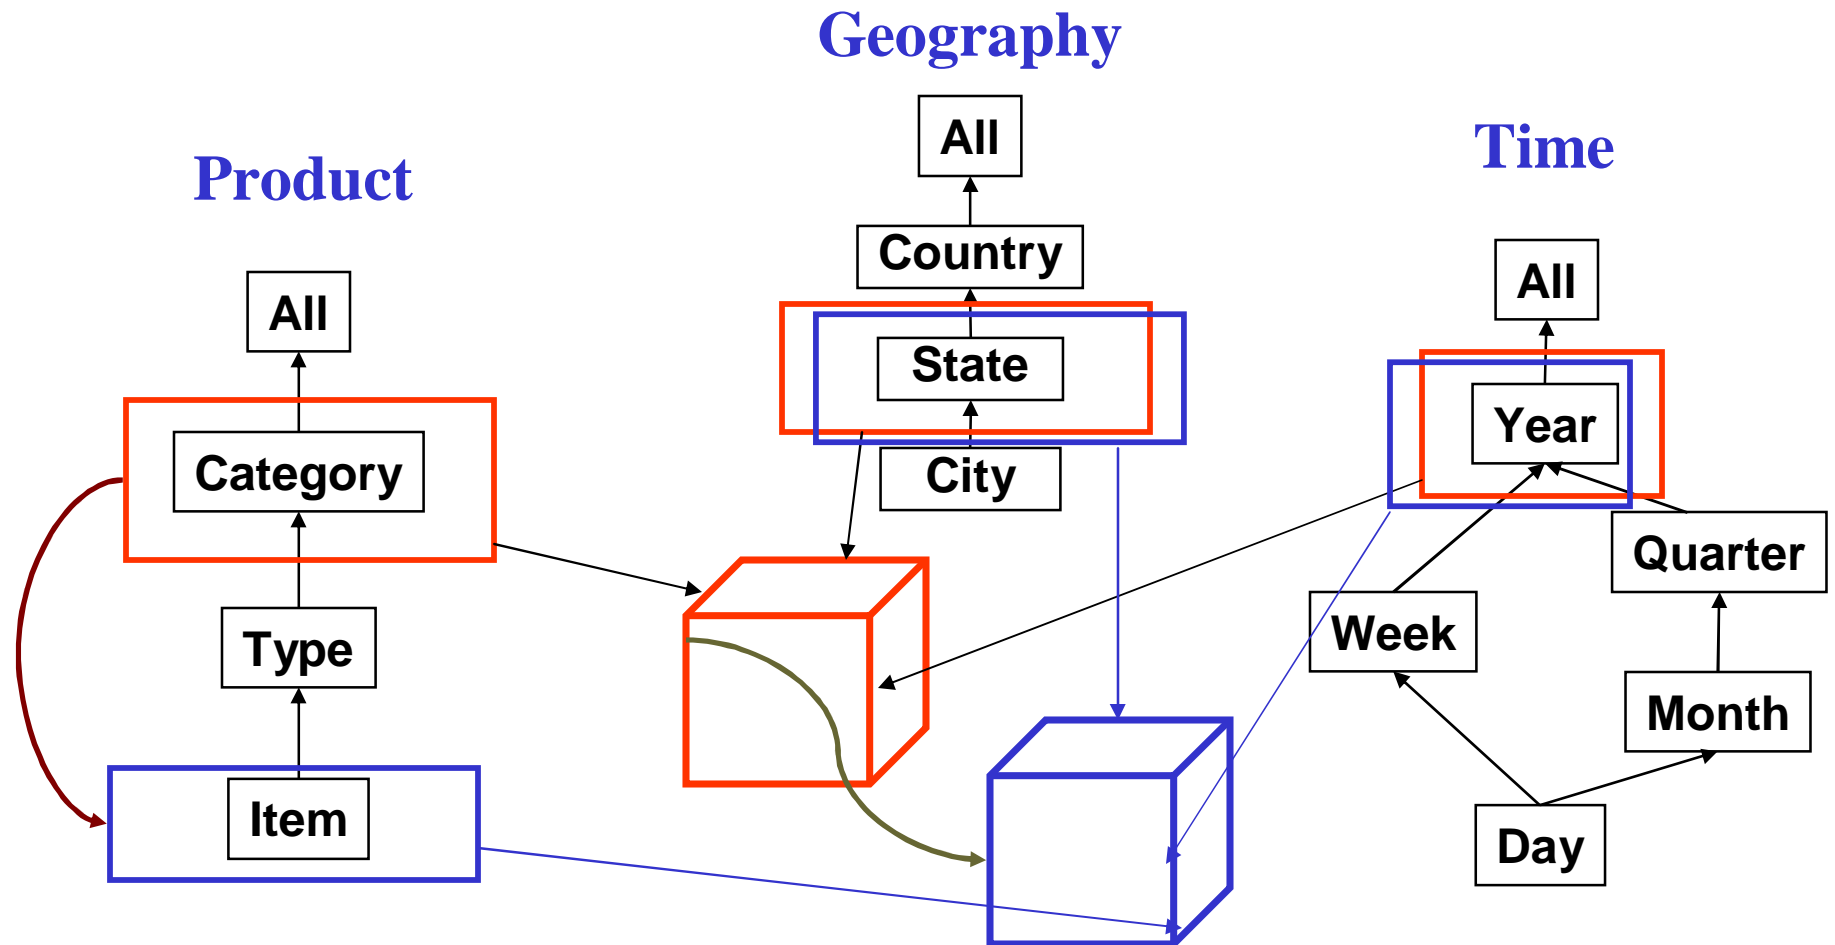 Geography
All
Country
State
City
Product
All
Category
Type
Item
Time
All
Year
Quarter
Week
Month
Day